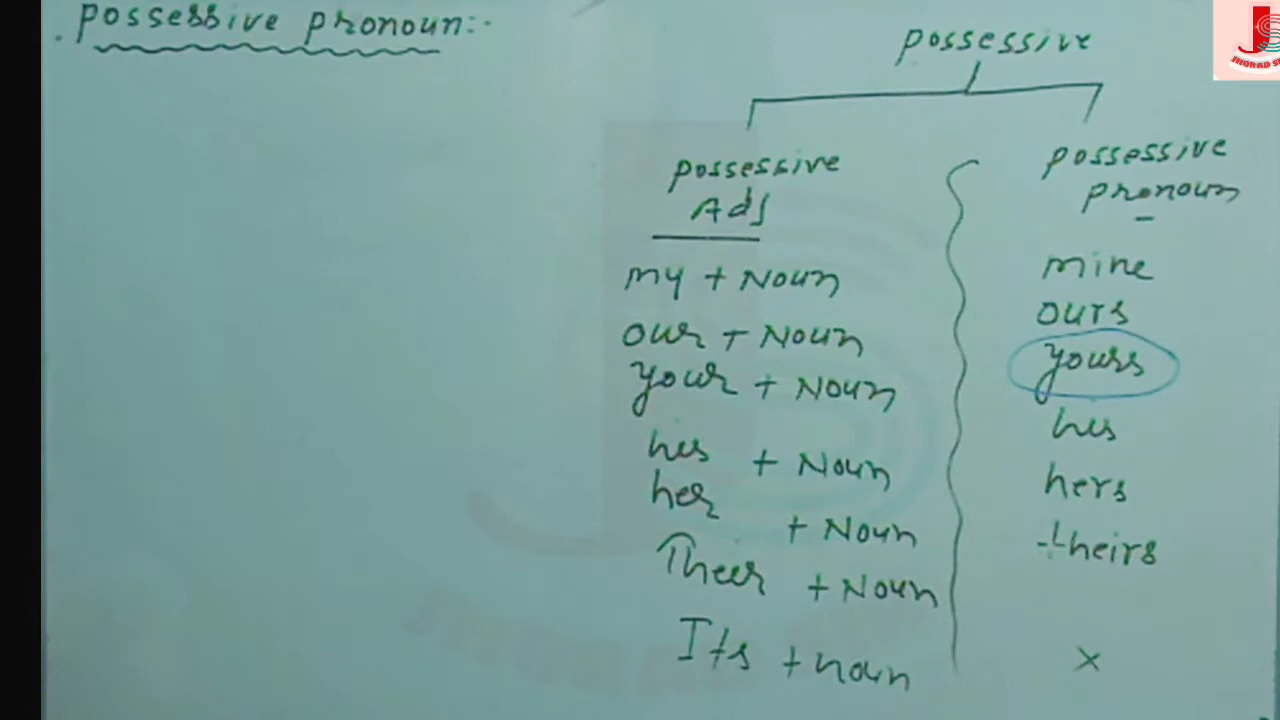 . Possessive pronoun:-
possessive
possessive
Adj
possessive
pronoun
my + Noun
mine
our + Noun
ours
your + Noun
yours
his + Noun
his
her + Noun
hers
Their + Noun
theirs
Its + noun
×